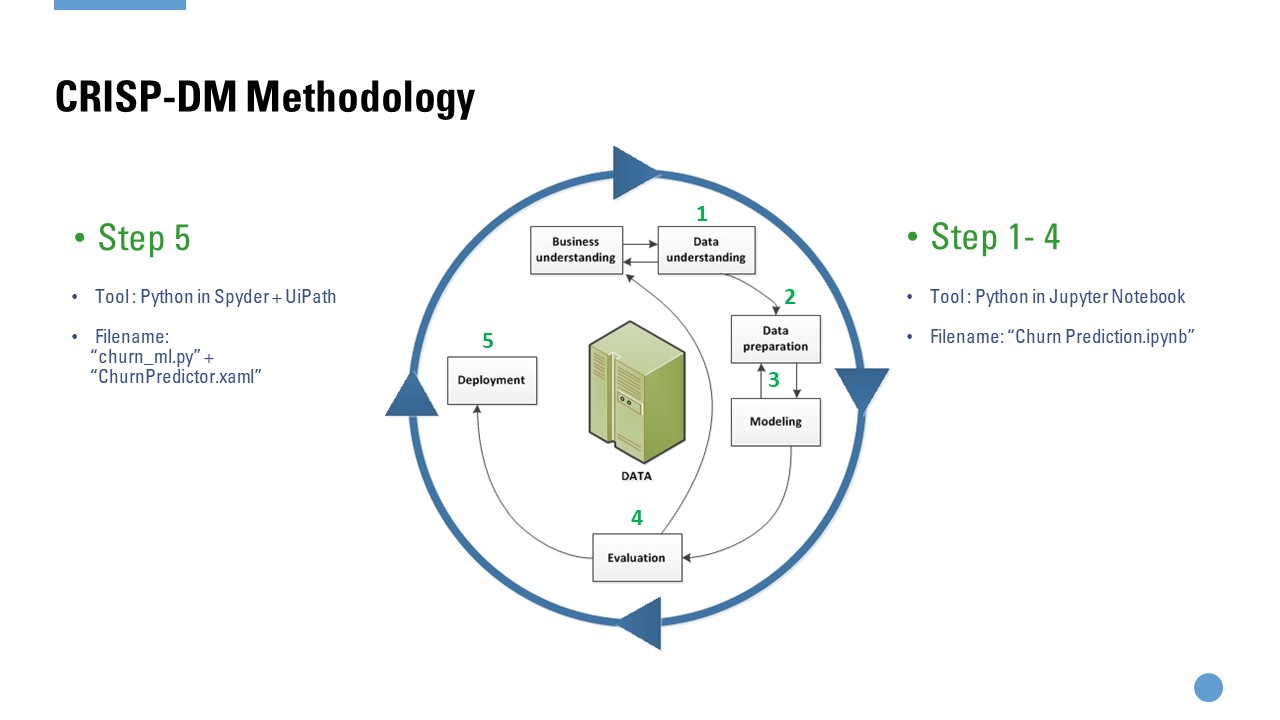 CRISP-DM Methodology
• Step 5
• Tool : Python in Spyder + UiPath
• Filename:
“churn_ml.py” +
“ChurnPredictor.xaml”
1
Business
understanding
Data
understanding
2
Data
preparation
3
Modeling
5
Deployment
DATA
4
Evaluation
• Step 1- 4
• Tool : Python in Jupyter Notebook
• Filename: “Churn Prediction.ipynb”